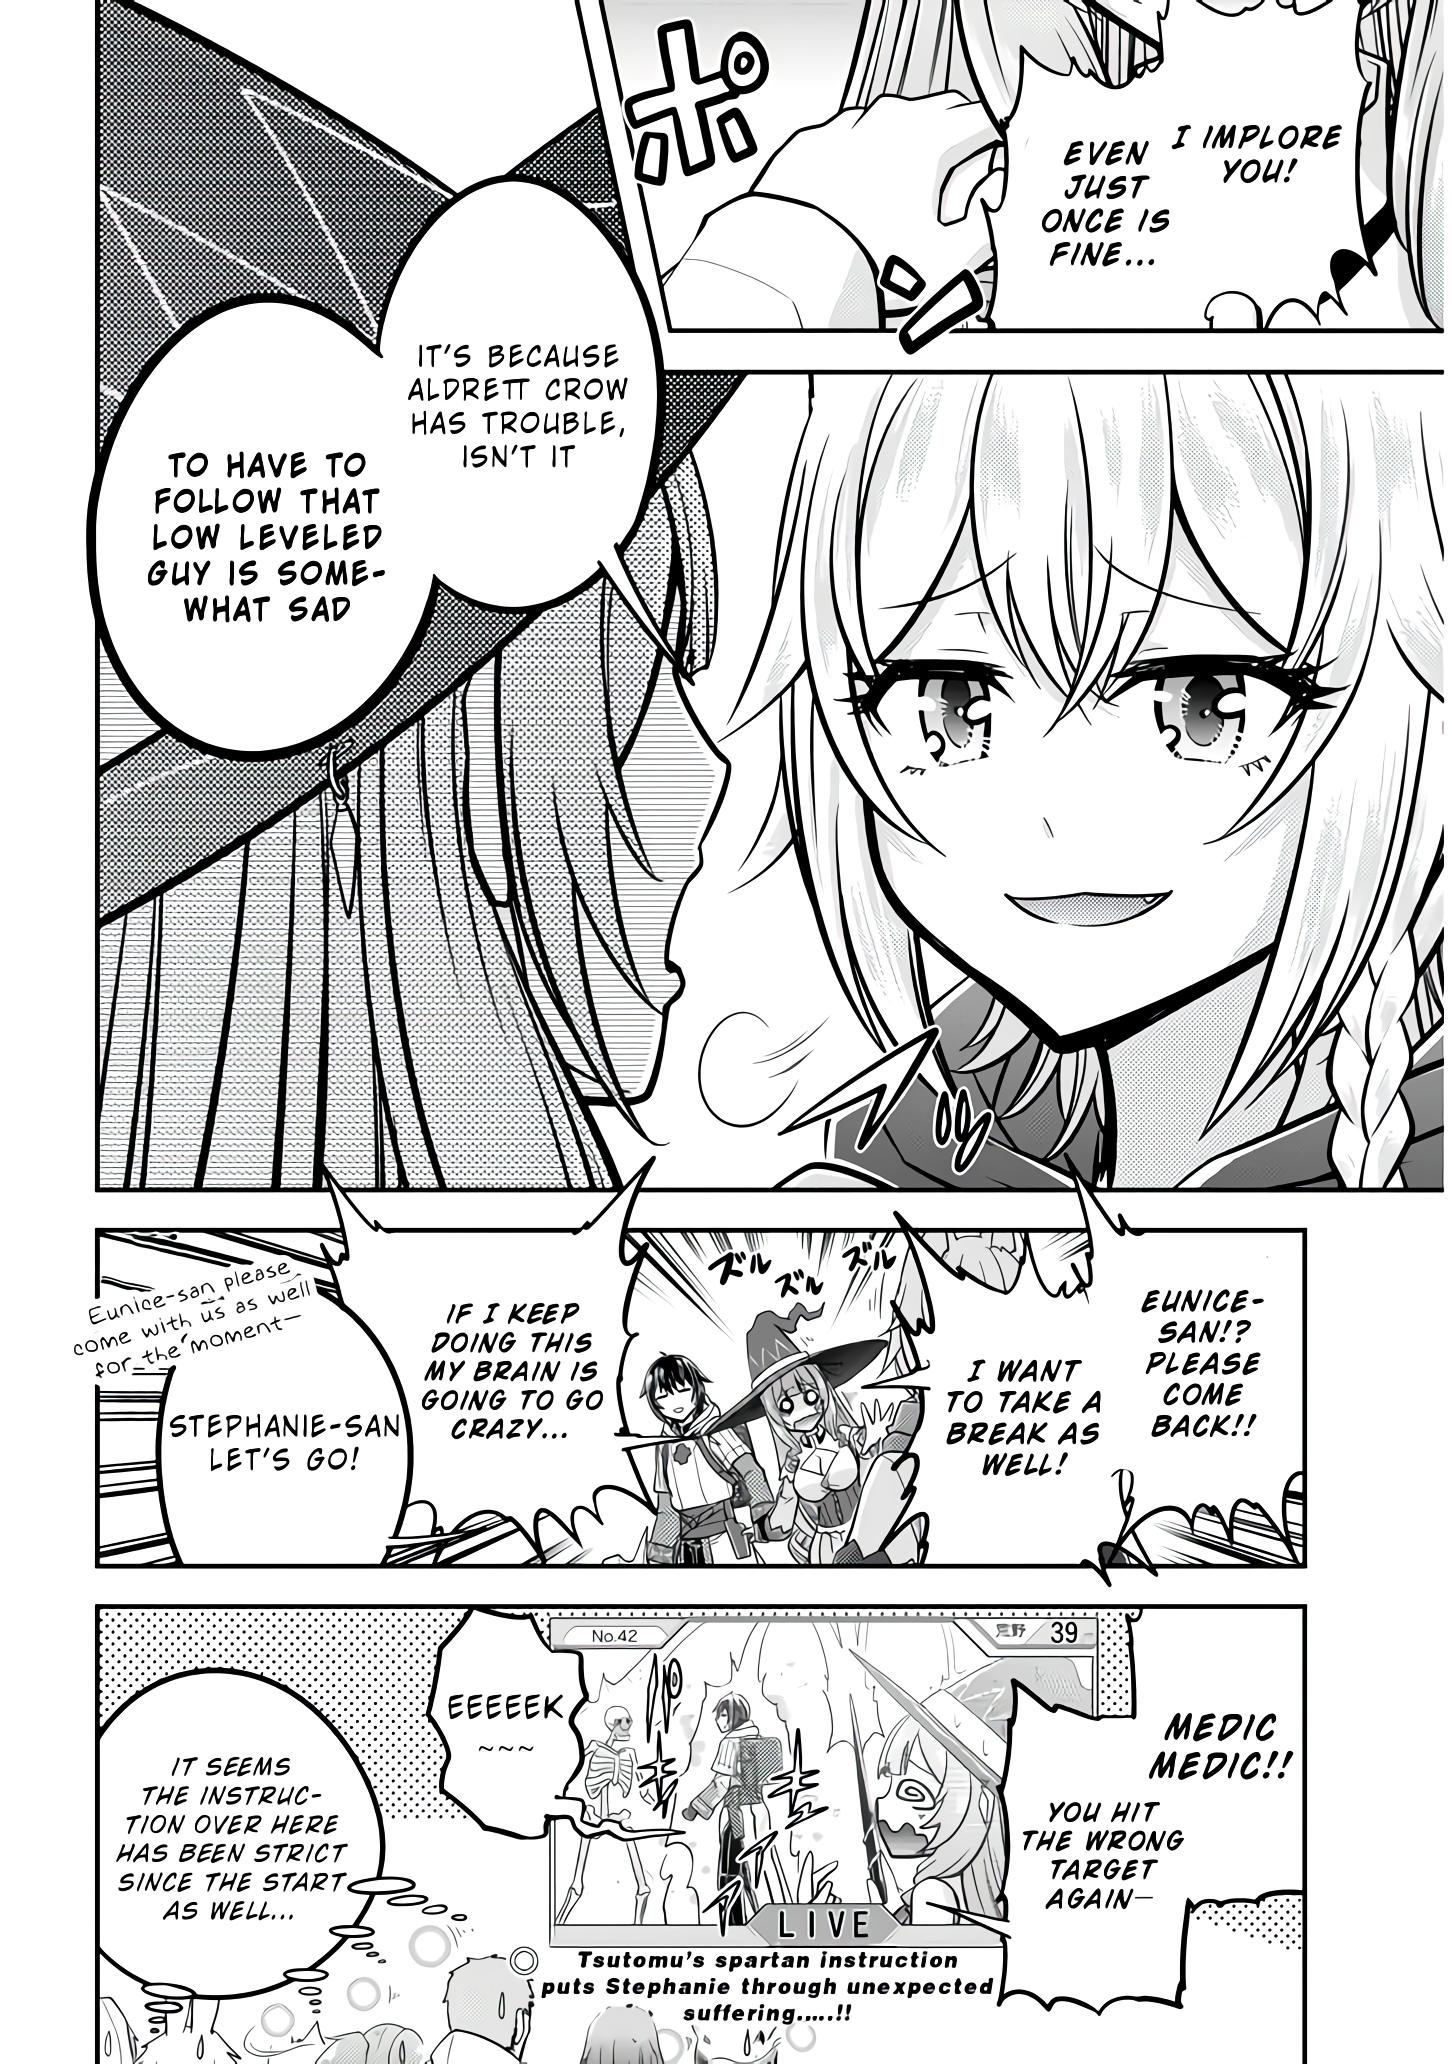 I IMPLORE
YOU!
EVEN
JUST
ONCE IS
FINE...
ポンッ
IT'S BECAUSE
ALDRETT CROW
HAS TROUBLE,
ISN'T IT
TO HAVE TO
FOLLOW THAT
LOW LEVELED
GUY IS SOME-
WHAT SAD
EUNICE-
SAN!?
PLEASE
COME
BACK!!
I WANT
TO TAKE A
BREAK AS
WELL!
ズル
ズル
ズル
IF I KEEP
DOING THIS
MY BRAIN IS
GOING TO GO
CRAZY...
STEPHANIE-SAN
LET'S GO!
Eunice-san please
come with us as well
for the moment—
MEDIC
MEDIC!!
YOU HIT
THE WRONG
TARGET
AGAIN—
荒野 39
No.42
EEEEEK
~~~
LIVE
IT SEEMS
THE INSTRUC-
TION OVER HERE
HAS BEEN STRICT
SINCE THE START
AS WELL...
Tsutomu's spartan instruction
puts Stephanie through unexpected
suffering.....!!